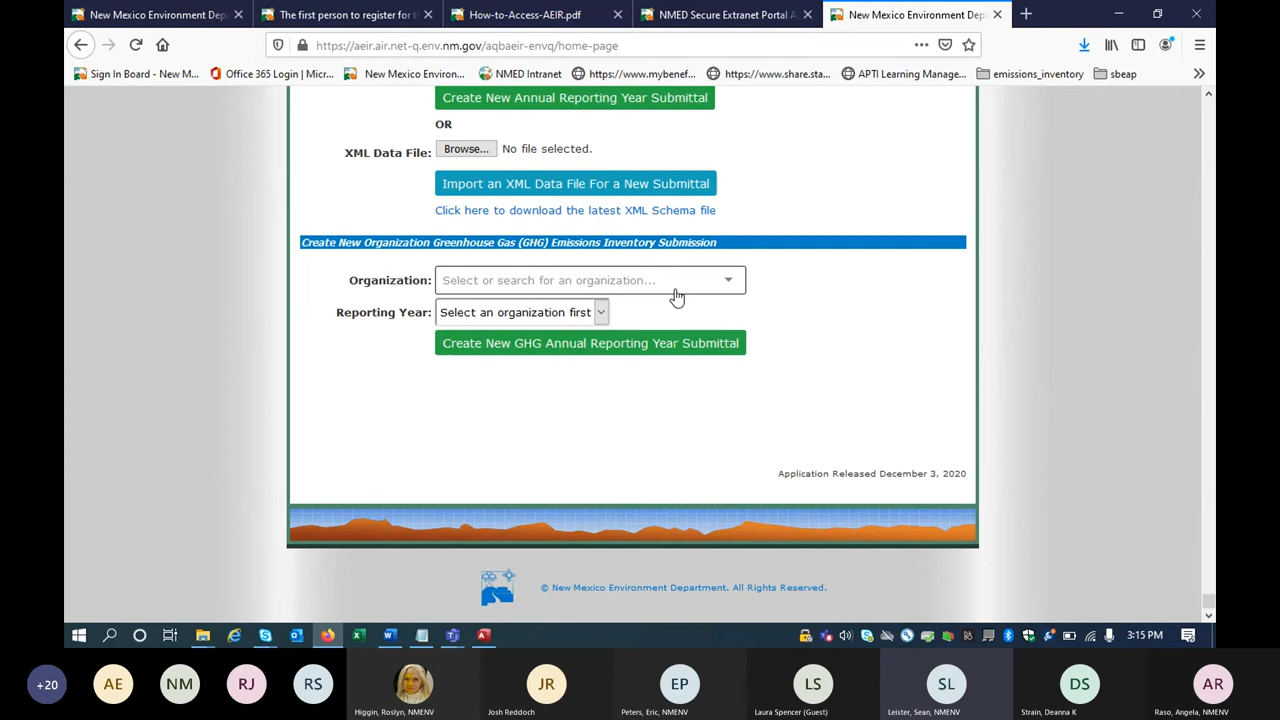 New Mexico Environment Dep
The first person to register for t
How-to-Access-AEIR.pdf
NMED Secure Extranet Portal A
New Mexico Environment Dep
https://aeir.air.net-q.env.nm.gov/aqbaeir-envq/home-page
Sign In Board - New M...
Office 365 Login | Micr...
New Mexico Environ...
NMED Intranet
https://www.mybenef...
https://www.share.sta...
APTI Learning Manage...
emissions_inventory
sbeap
Create New Annual Reporting Year Submittal
OR
XML Data File: Browse... No file selected.
Import an XML Data File For a New Submittal
Click here to download the latest XML Schema file
Create New Organization Greenhouse Gas (GHG) Emissions Inventory Submission
Organization: Select or search for an organization...
Reporting Year: Select an organization first
Create New GHG Annual Reporting Year Submittal
Application Released December 3, 2020
© New Mexico Environment Department. All Rights Reserved.
3:15 PM
+20
AE
NM
RJ
RS
Higgin, Roslyn, NMENV
JR
Josh Reddoch
EP
Peters, Eric, NMENV
LS
Laura Spencer (Guest)
SL
Leister, Sean, NMENV
DS
Strain, Deanna K
AR
Raso, Angela, NMENV